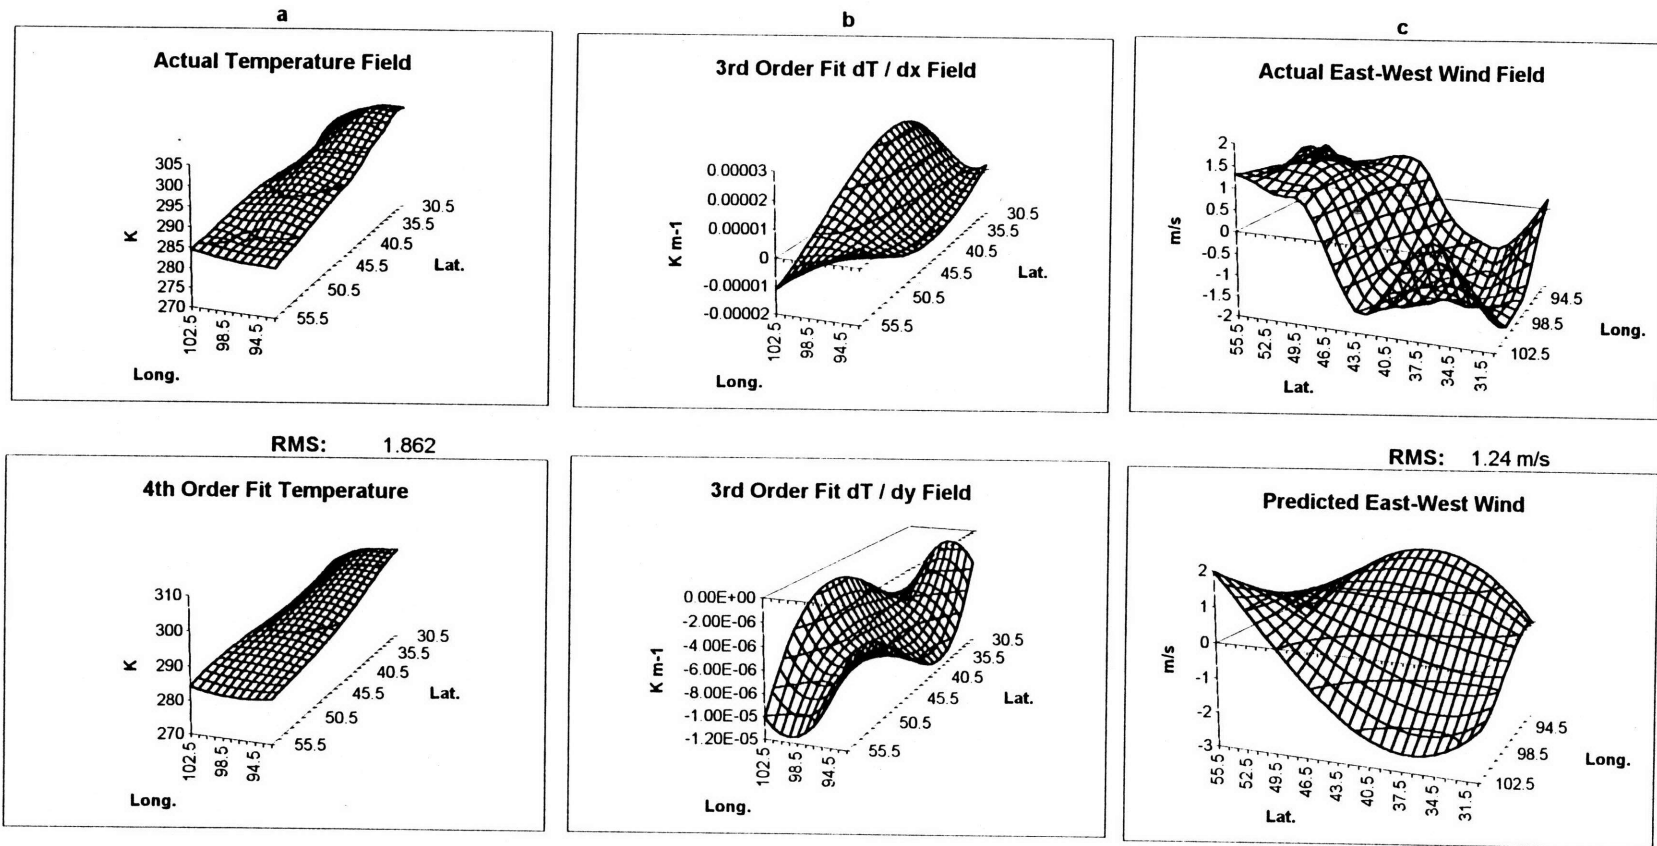 a
Actual Temperature Field
305
300
295
290
285
280
275
270
K
102.5
98.5
94.5
Long.
30.5
35.5
40.5
45.5
50.5
55.5
Lat.
b
3rd Order Fit dT / dx Field
0.00003
0.00002
0.00001
0
-0.00001
-0.00002
K m-1
102.5
98.5
94.5
Long.
30.5
35.5
40.5
45.5
50.5
55.5
Lat.
c
Actual East-West Wind Field
2
1.5
1
0.5
0
-0.5
-1
-1.5
-2
m/s
55.5
52.5
49.5
46.5
43.5
40.5
37.5
34.5
31.5
Lat.
94.5
98.5
102.5
Long.
RMS: 1.862
4th Order Fit Temperature
310
300
290
280
270
K
102.5
98.5
94.5
Long.
30.5
35.5
40.5
45.5
50.5
55.5
Lat.
3rd Order Fit dT / dy Field
0.00E+00
-2.00E-06
-4.00E-06
-6.00E-06
-8.00E-06
-1.00E-05
-1.20E-05
K m-1
102.5
98.5
94.5
Long.
30.5
35.5
40.5
45.5
50.5
55.5
Lat.
RMS: 1.24 m/s
Predicted East-West Wind
2
1
0
-1
-2
-3
m/s
55.5
52.5
49.5
46.5
43.5
40.5
37.5
34.5
31.5
Lat.
94.5
98.5
102.5
Long.